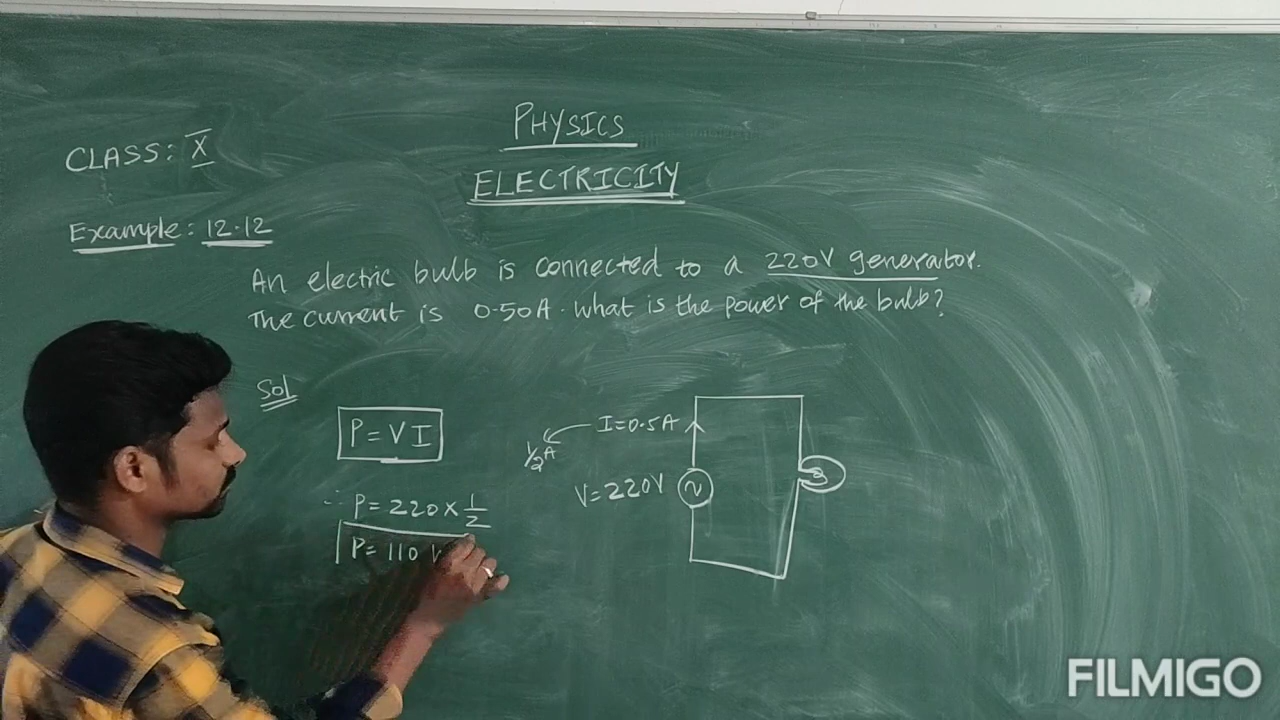 PHYSICS
CLASS: X
ELECTRICITY
Example: 12.12
An electric bulb is connected to a 220V generator.
The current is 0.50A. What is the power of the bulb?
Sol
P = V I
I=0.5A
1/2 A
V=220V
∴ P = 220 × 1/2
P= 110
FILMIGO